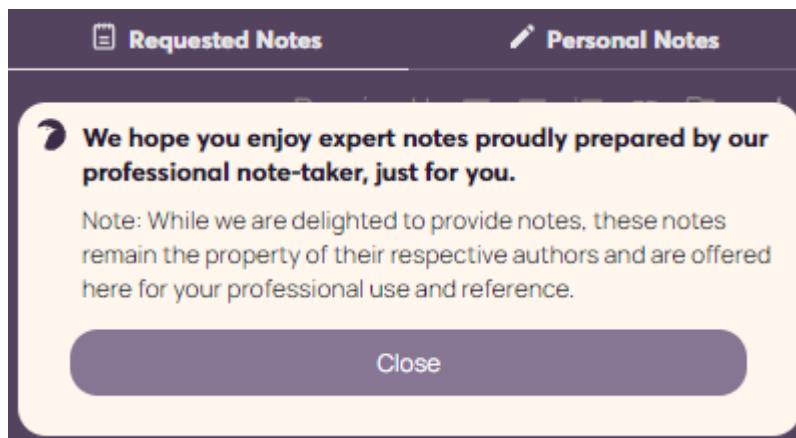 Requested Notes
Personal Notes
We hope you enjoy expert notes proudly prepared by our
professional note-taker, just for you.
Note: While we are delighted to provide notes, these notes
remain the property of their respective authors and are offered
here for your professional use and reference.
Close